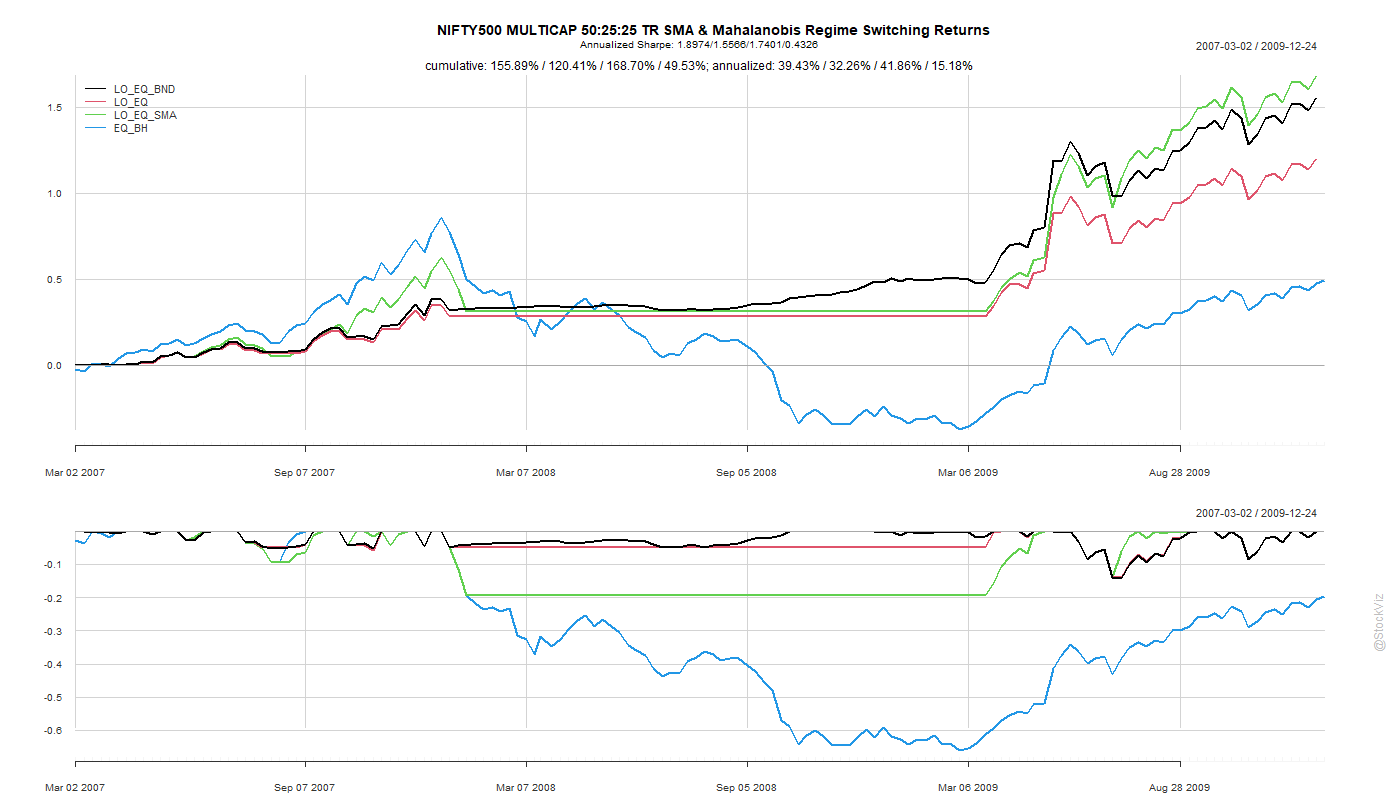 NIFTY500 MULTICAP 50:25:25 TR SMA & Mahalanobis Regime Switching Returns
Annualized Sharpe: 1.8974/1.5566/1.7401/0.4326
2007-03-02 / 2009-12-24
cumulative: 155.89% / 120.41% / 168.70% / 49.53%; annualized: 39.43% / 32.26% / 41.86% / 15.18%
LO_EQ_BND
LO_EQ
LO_EQ_SMA
EQ_BH
1.5
1.0
0.5
0.0
Mar 02 2007 Sep 07 2007 Mar 07 2008 Sep 05 2008 Mar 06 2009 Aug 28 2009
2007-03-02 / 2009-12-24
-0.1
-0.2
-0.3
-0.4
-0.5
-0.6
Mar 02 2007 Sep 07 2007 Mar 07 2008 Sep 05 2008 Mar 06 2009 Aug 28 2009
@StockViz